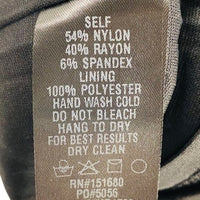 SELF
54% NYLON
40% RAYON
6% SPANDEX
LINING
100% POLYESTER
HAND WASH COLD
DO NOT BLEACH
HANG TO DRY
FOR BEST RESULTS
DRY CLEAN
RN#151680
PO#5056